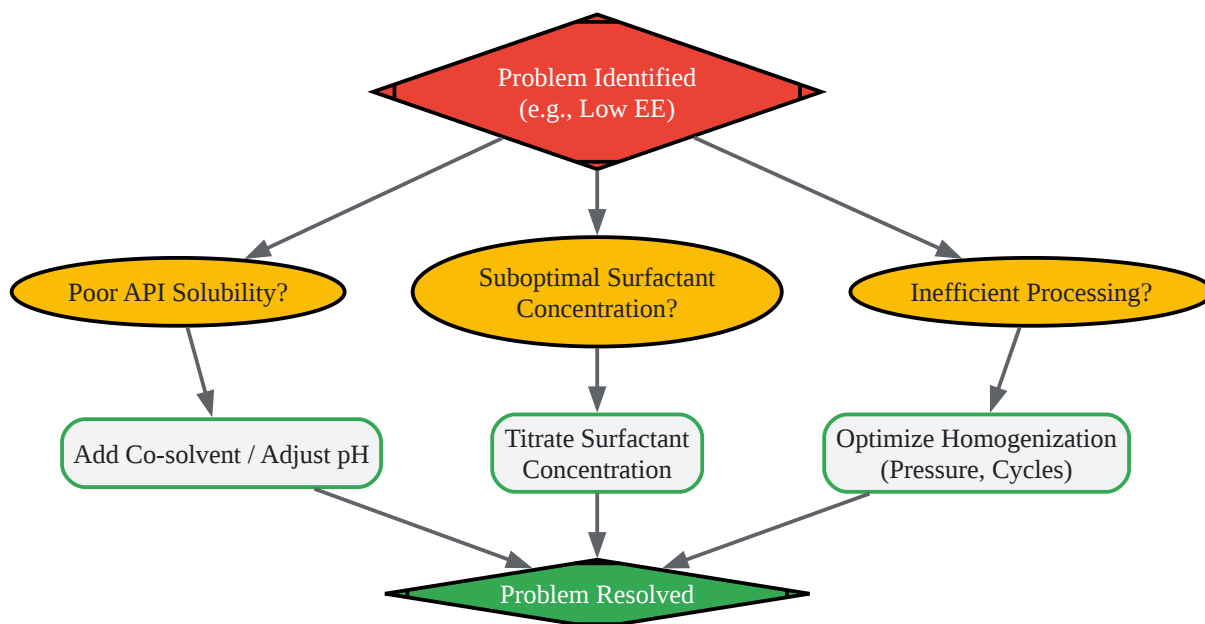 Problem Identified
(e.g., Low EE)
Poor API Solubility?
Suboptimal Surfactant
Concentration?
Inefficient Processing?
Add Co-solvent / Adjust pH
Titrate Surfactant
Concentration
Optimize Homogenization
(Pressure, Cycles)
Problem Resolved